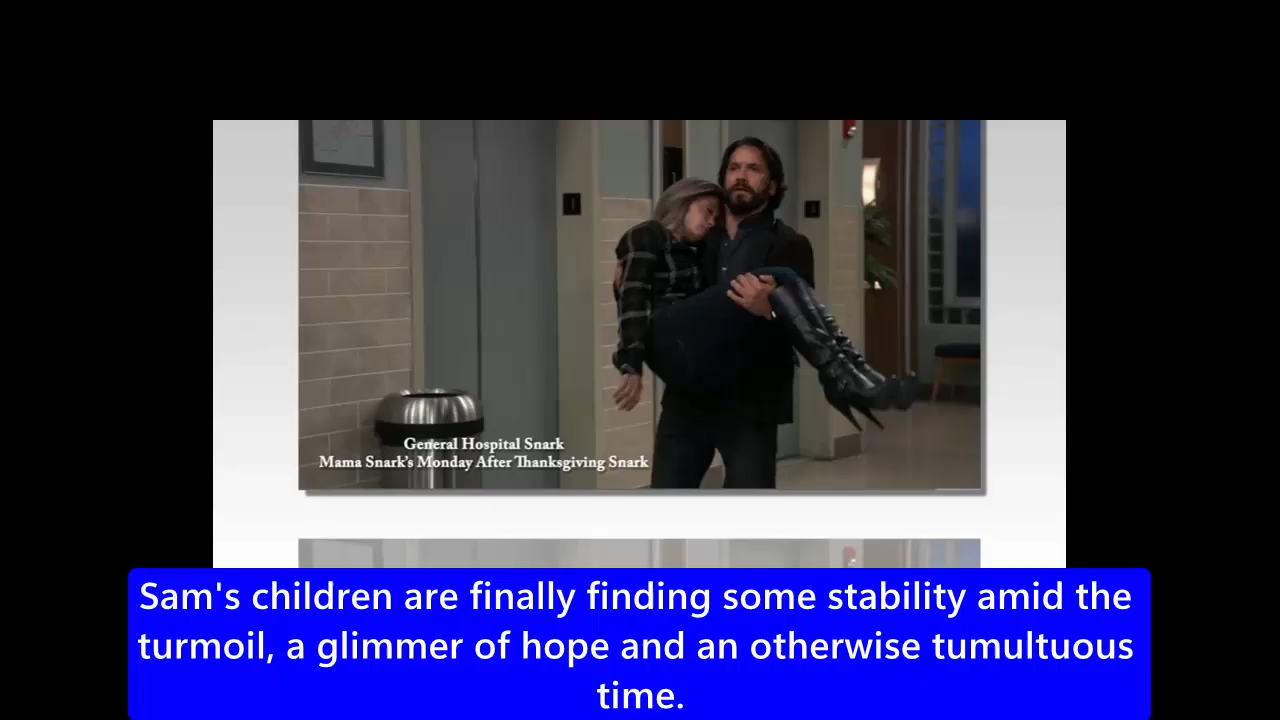 General Hospital Snark
Mama Snark's Monday After Thanksgiving Snark
Sam's children are finally finding some stability amid the
turmoil, a glimmer of hope and an otherwise tumultuous
time.